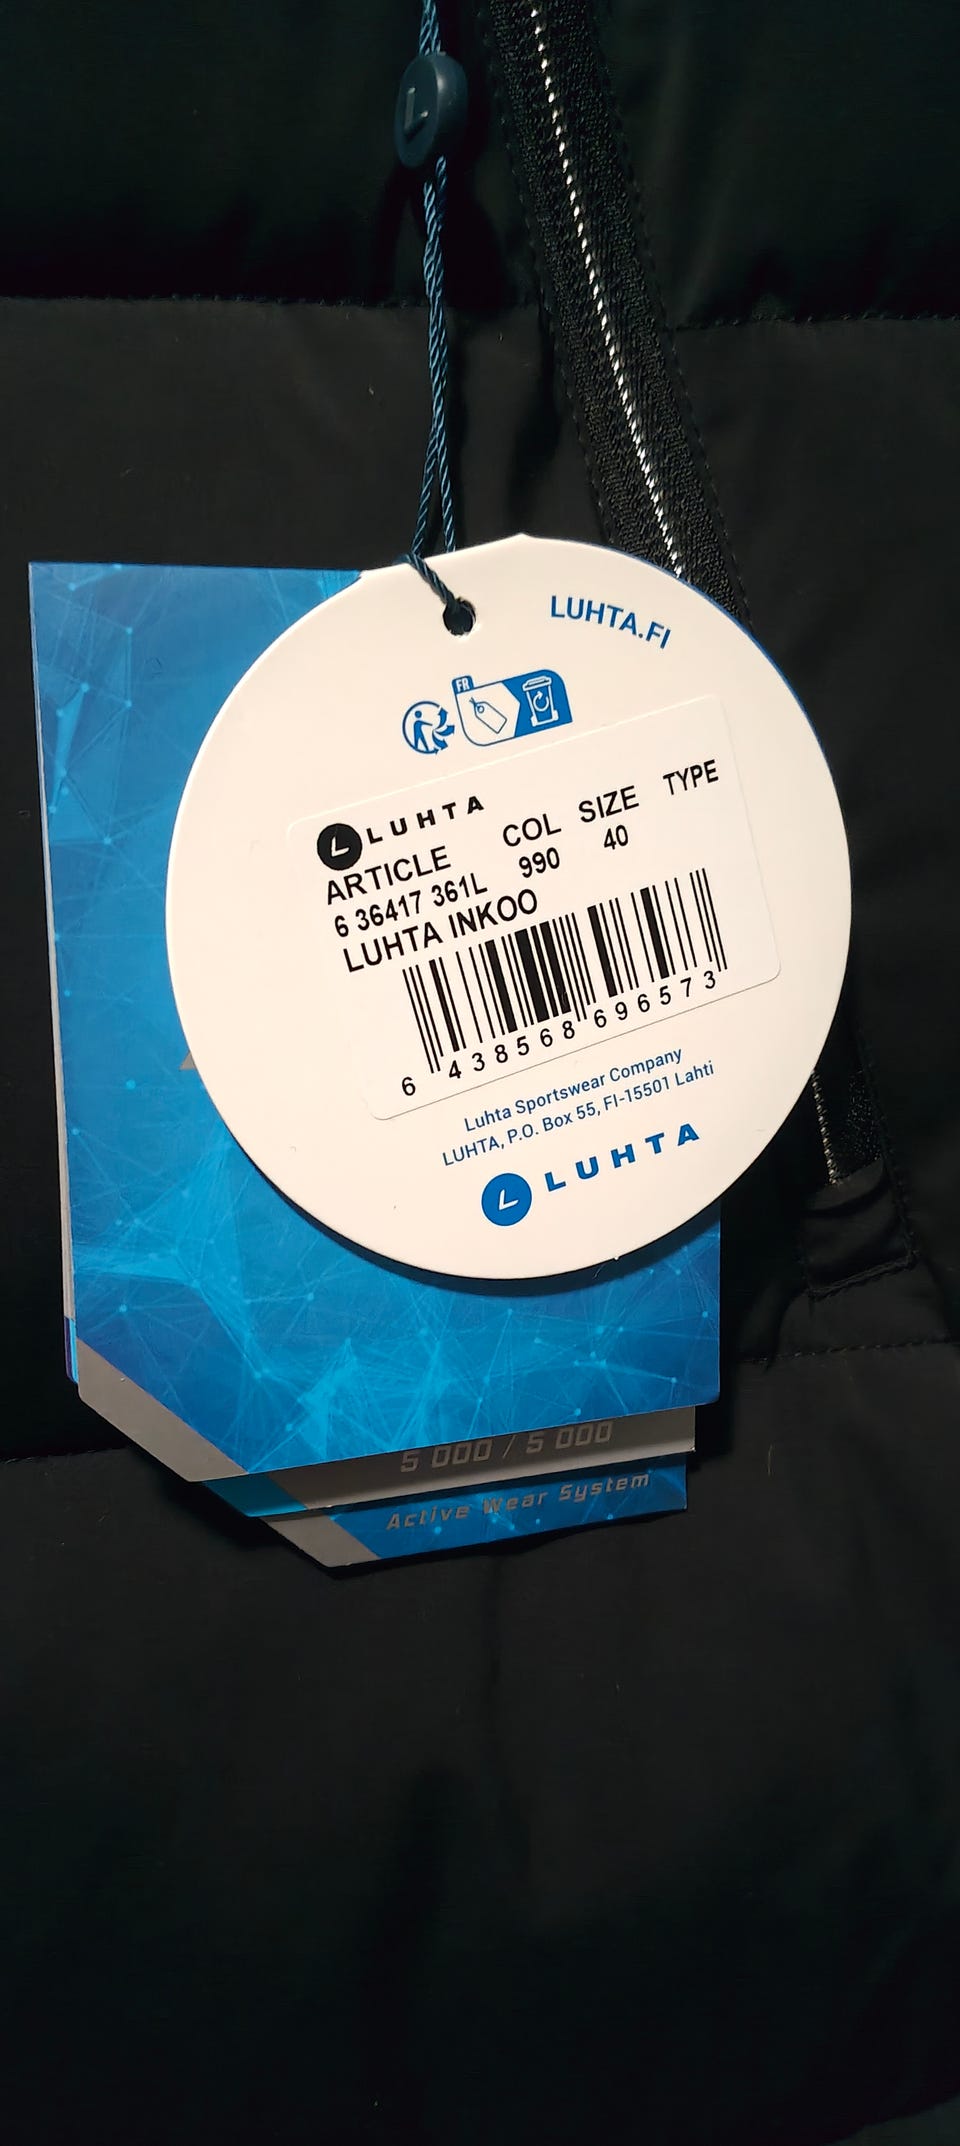 L
LUHTA.FI
FR
LUHTA
ARTICLE COL SIZE TYPE
6 36417 361L 990 40
LUHTA INKOO
6 438568 696573
Luhta Sportswear Company
LUHTA, P.O. Box 55, FI-15501 Lahti
LUHTA
5 000 / 5 000
Active Wear System